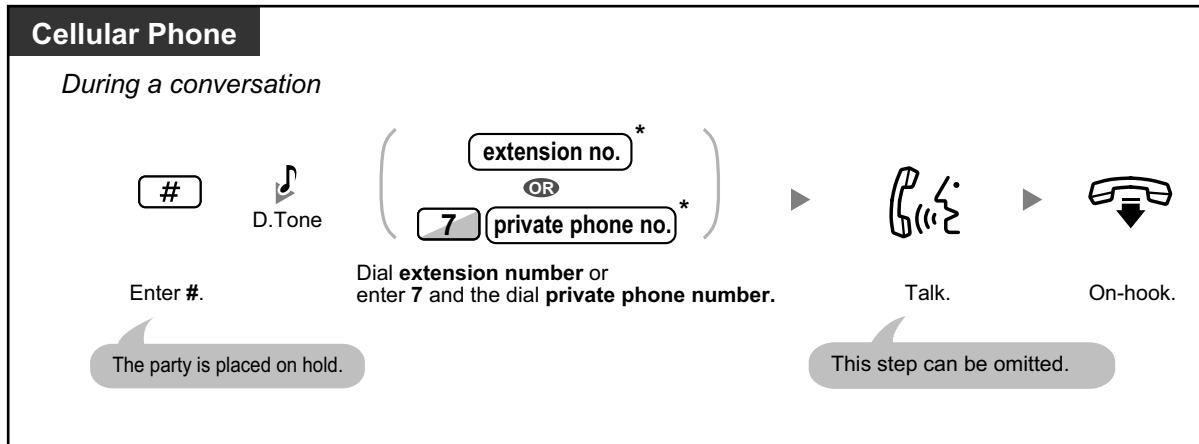 Cellular Phone
During a conversation
extension no. *
OR
# D.Tone 7 private phone no. *
Enter #.
Dial extension number or
enter 7 and the dial private phone number.
Talk.
On-hook.
The party is placed on hold.
This step can be omitted.